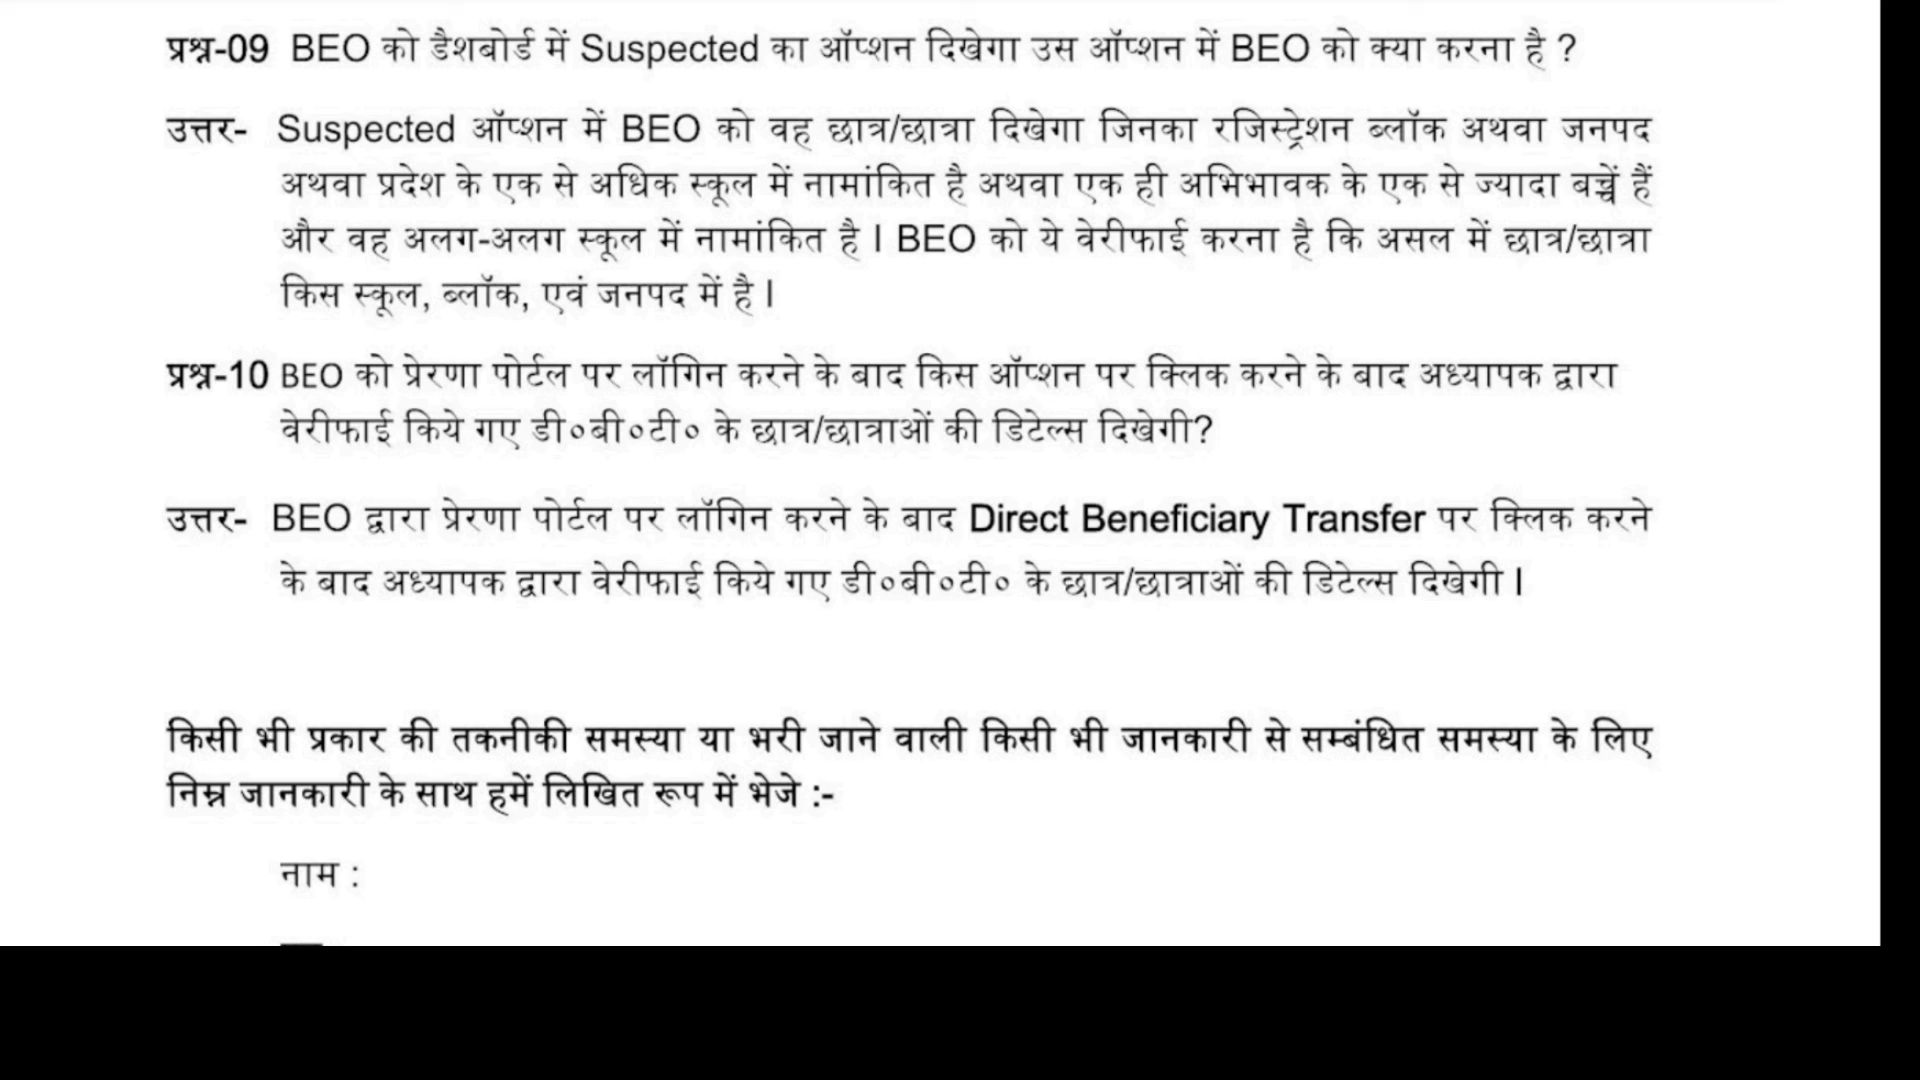 प्रश्न-09 BEO को डैशबोर्ड में Suspected का ऑप्शन दिखेगा उस ऑप्शन में BEO को क्या करना है ?
उत्तर- Suspected ऑप्शन में BEO को वह छात्र/छात्रा दिखेगा जिनका रजिस्ट्रेशन ब्लॉक अथवा जनपद
अथवा प्रदेश के एक से अधिक स्कूल में नामांकित है अथवा एक ही अभिभावक के एक से ज्यादा बच्चें हैं
और वह अलग-अलग स्कूल में नामांकित है । BEO को ये वेरीफाई करना है कि असल में छात्र/छात्रा
किस स्कूल, ब्लॉक, एवं जनपद में है ।
प्रश्न-10 BEO को प्रेरणा पोर्टल पर लॉगिन करने के बाद किस ऑप्शन पर क्लिक करने के बाद अध्यापक द्वारा
वेरीफाई किये गए डी०बी०टी० के छात्र/छात्राओं की डिटेल्स दिखेगी?
उत्तर- BEO द्वारा प्रेरणा पोर्टल पर लॉगिन करने के बाद Direct Beneficiary Transfer पर क्लिक करने
के बाद अध्यापक द्वारा वेरीफाई किये गए डी०बी०टी० के छात्र/छात्राओं की डिटेल्स दिखेगी ।
किसी भी प्रकार की तकनीकी समस्या या भरी जाने वाली किसी भी जानकारी से सम्बंधित समस्या के लिए
निम्न जानकारी के साथ हमें लिखित रूप में भेजे :-
नाम :